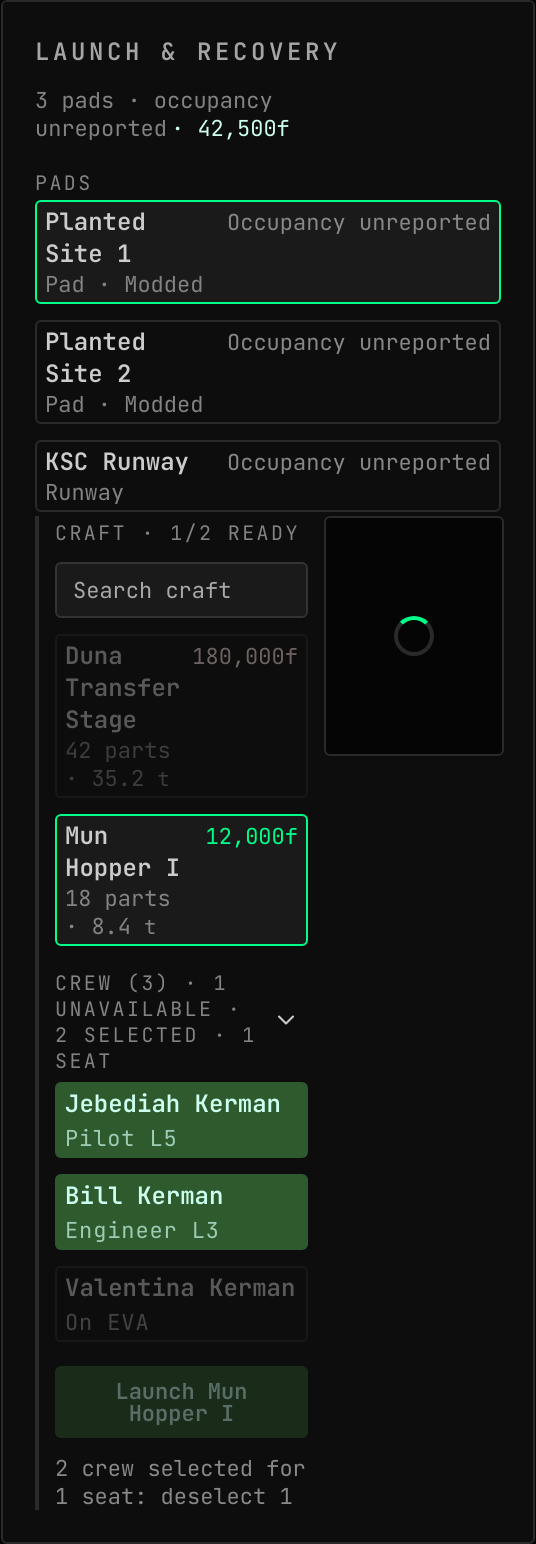 LAUNCH & RECOVERY
3 pads · occupancy
unreported · 42,500f
PADS
Planted
Site 1
Occupancy unreported
Pad · Modded
Planted
Site 2
Occupancy unreported
Pad · Modded
KSC Runway
Occupancy unreported
Runway
CRAFT · 1/2 READY
Search craft
Duna
Transfer
Stage
180,000f
42 parts
· 35.2 t
Mun
Hopper I
12,000f
18 parts
· 8.4 t
CREW (3) · 1
UNAVAILABLE ·
2 SELECTED · 1
SEAT
Jebediah Kerman
Pilot L5
Bill Kerman
Engineer L3
Valentina Kerman
On EVA
Launch Mun
Hopper I
2 crew selected for
1 seat: deselect 1